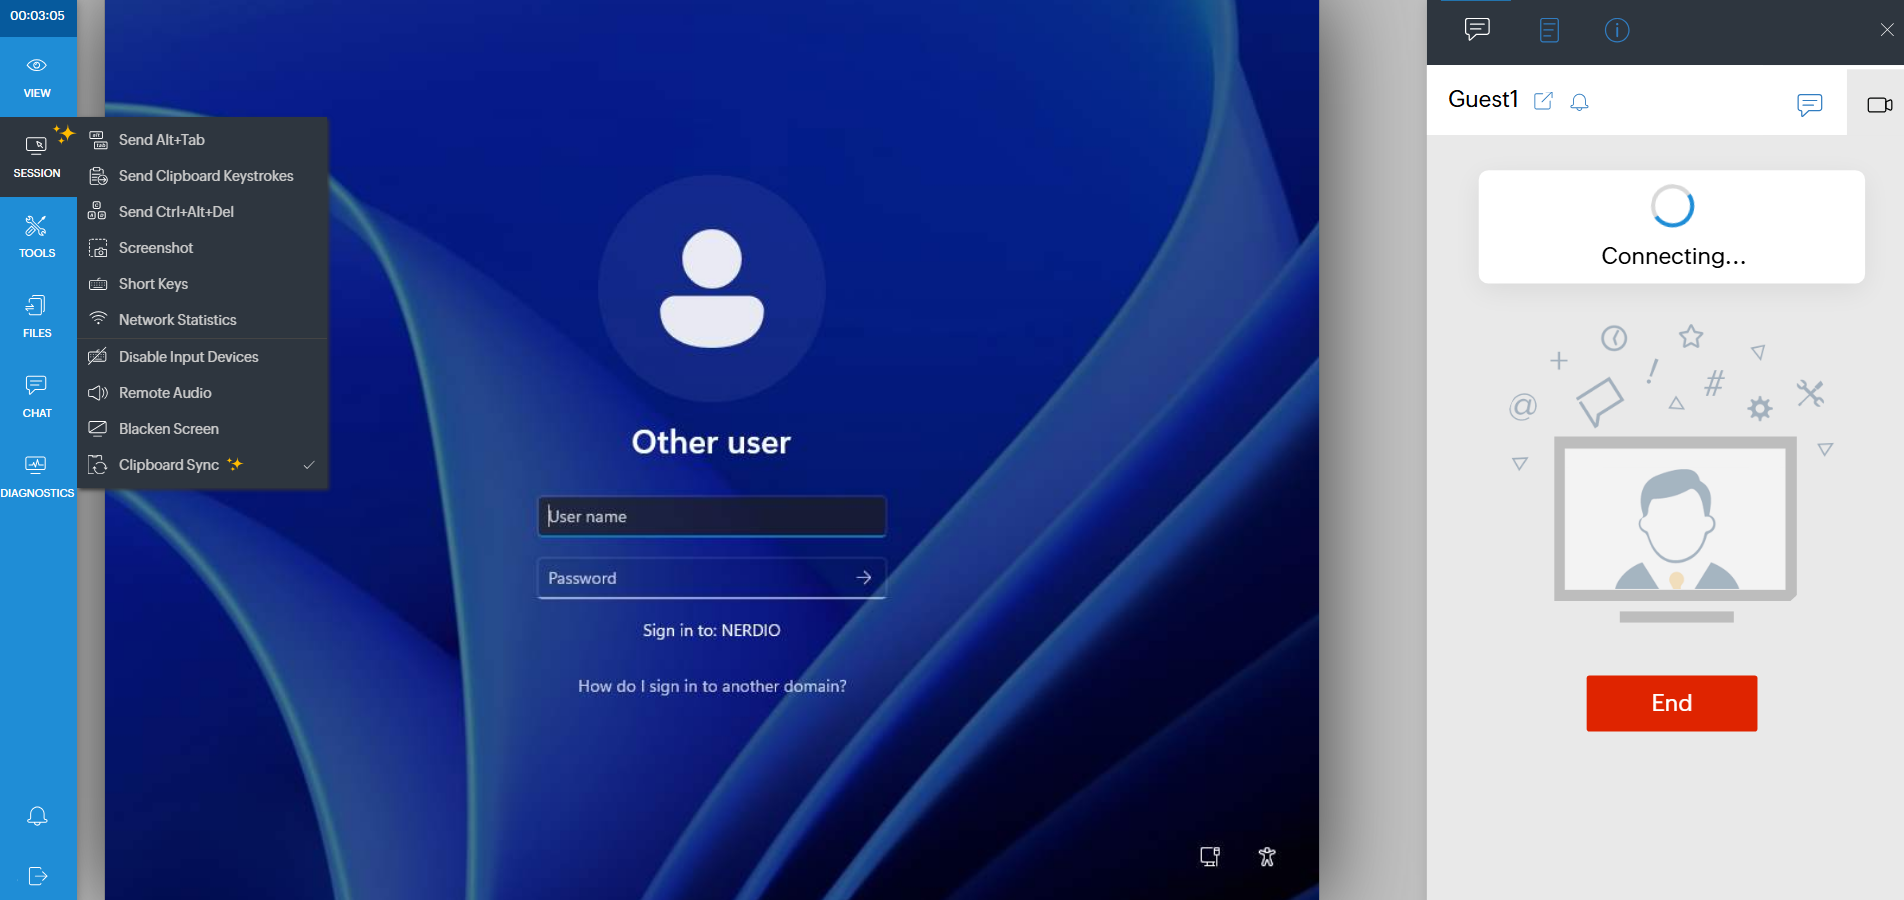 00:03:05
VIEW
SESSION
TOOLS
FILES
CHAT
DIAGNOSTICS
Send Alt+Tab
Send Clipboard Keystrokes
Send Ctrl+Alt+Del
Screenshot
Short Keys
Network Statistics
Disable Input Devices
Remote Audio
Blacken Screen
Clipboard Sync
Other user
User name
Password
Sign in to: NERDIO
How do I sign in to another domain?
Guest1
Connecting...
End